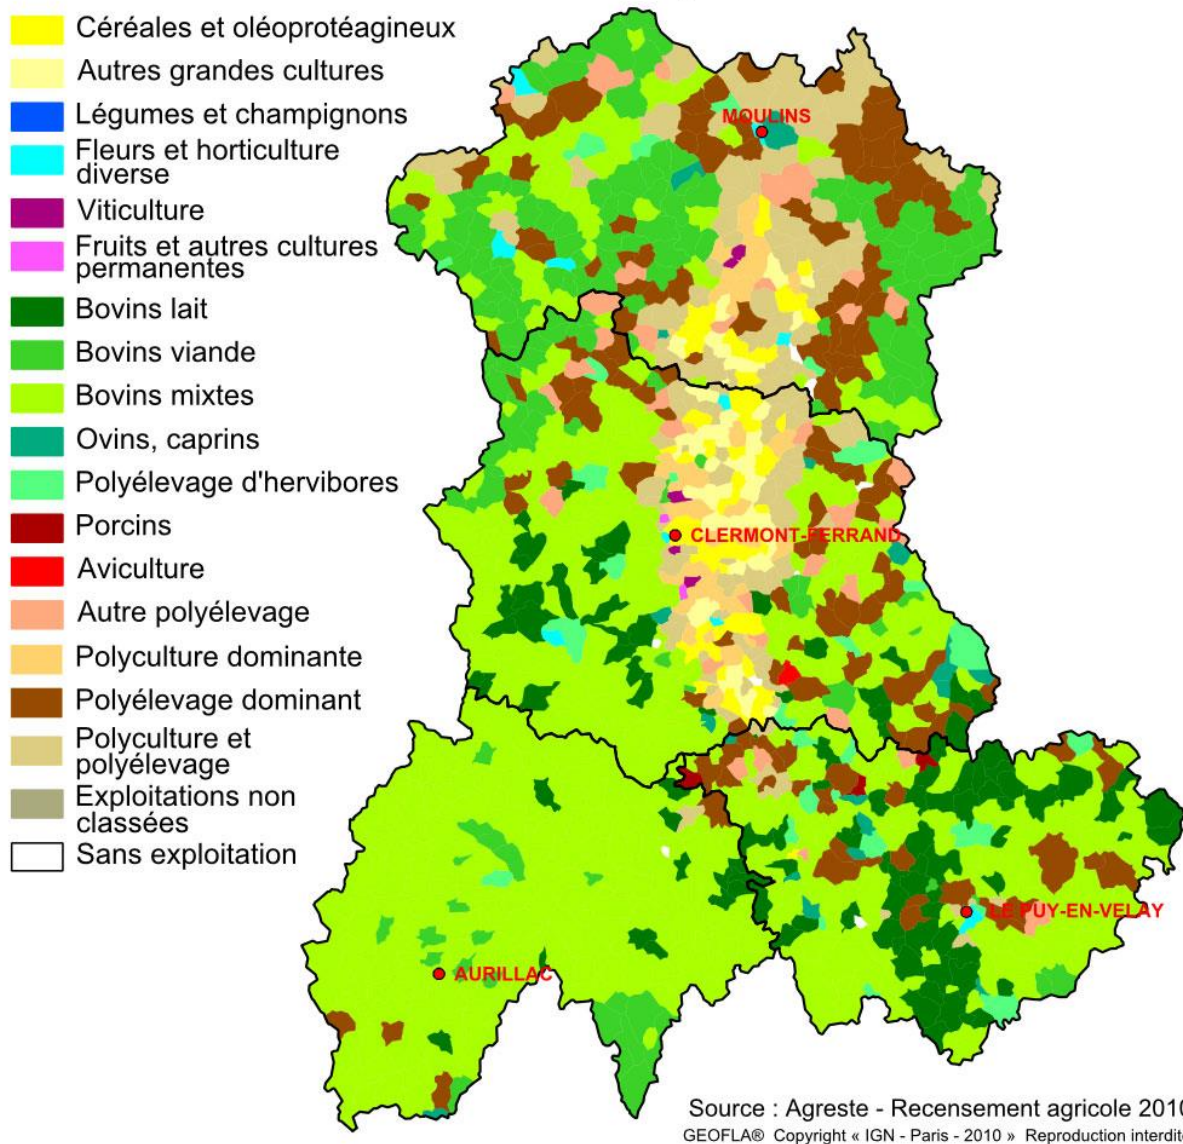 Céréales et oléoprotéagineux
Autres grandes cultures
Légumes et champignons
Fleurs et horticulture
diverse
Viticulture
Fruits et autres cultures
permanentes
Bovins lait
Bovins viande
Bovins mixtes
Ovins, caprins
Polyélevage d'hervibores
Porcins
Aviculture
Autre polyélevage
Polyculture dominante
Polyélevage dominant
Polyculture et
polyélevage
Exploitations non
classées
Sans exploitation
MOULINS
CLERMONT-FERRAND
LE PUY-EN-VELAY
AURILLAC
Source : Agreste - Recensement agricole 2010
GEOFLA® Copyright « IGN - Paris - 2010 » Reproduction interdite